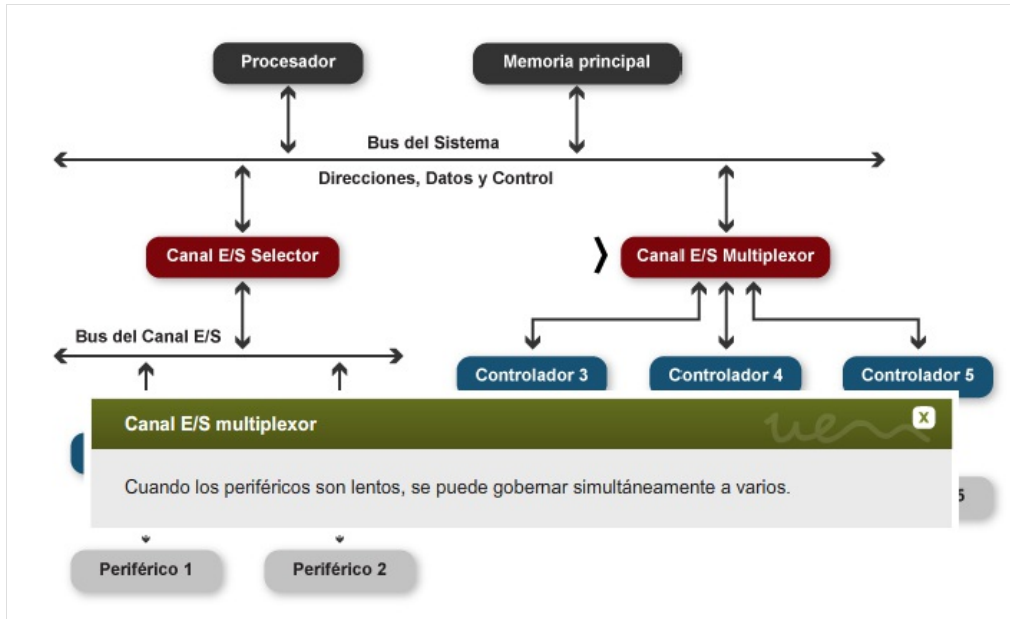 Procesador
Memoria principal
Bus del Sistema
Direcciones, Datos y Control
Canal E/S Selector
Canal E/S Multiplexor
Bus del Canal E/S
Controlador 3
Controlador 4
Controlador 5
Canal E/S multiplexor
uem
X
Cuando los periféricos son lentos, se puede gobernar simultáneamente a varios.
5
Periférico 1
Periférico 2